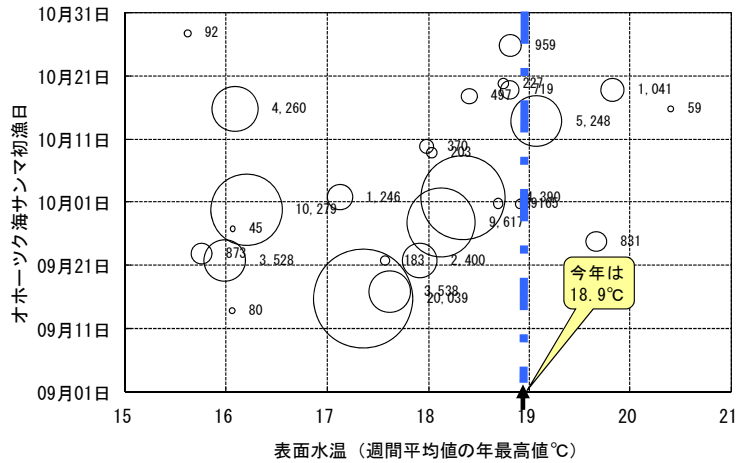 オホーツク海サンマ初漁日
10月31日
10月21日
10月11日
10月01日
09月21日
09月11日
09月01日
92
959
227
719
497
1,041
59
4,260
5,248
370
203
1,246
10,279
45
4,390
165
9,617
831
873
3,528
183
2,400
3,538
20,039
80
今年は
18.9℃
15 16 17 18 19 20 21
表面水温（週間平均値の年最高値℃）